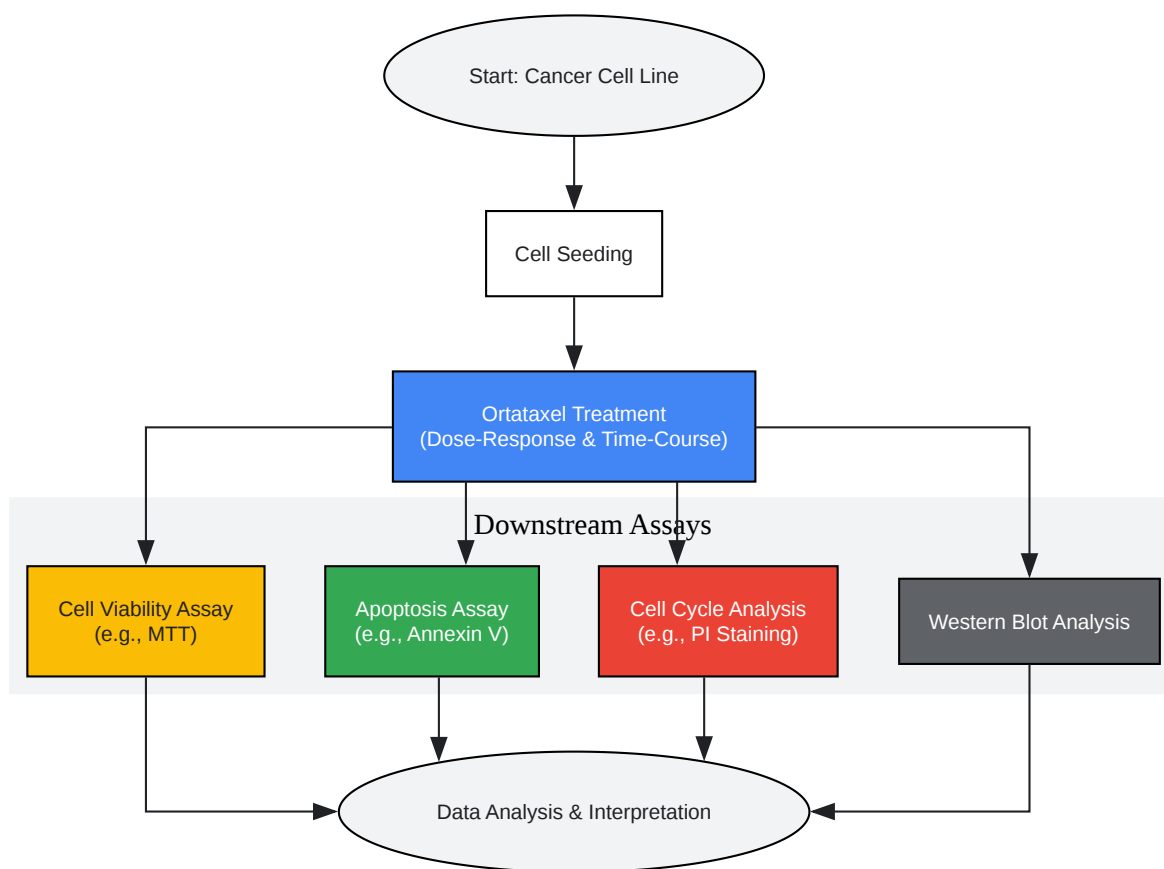 Start: Cancer Cell Line
Cell Seeding
Ortataxel Treatment
(Dose-Response & Time-Course)
Downstream Assays
Cell Viability Assay
(e.g., MTT)
Apoptosis Assay
(e.g., Annexin V)
Cell Cycle Analysis
(e.g., PI Staining)
Western Blot Analysis
Data Analysis & Interpretation